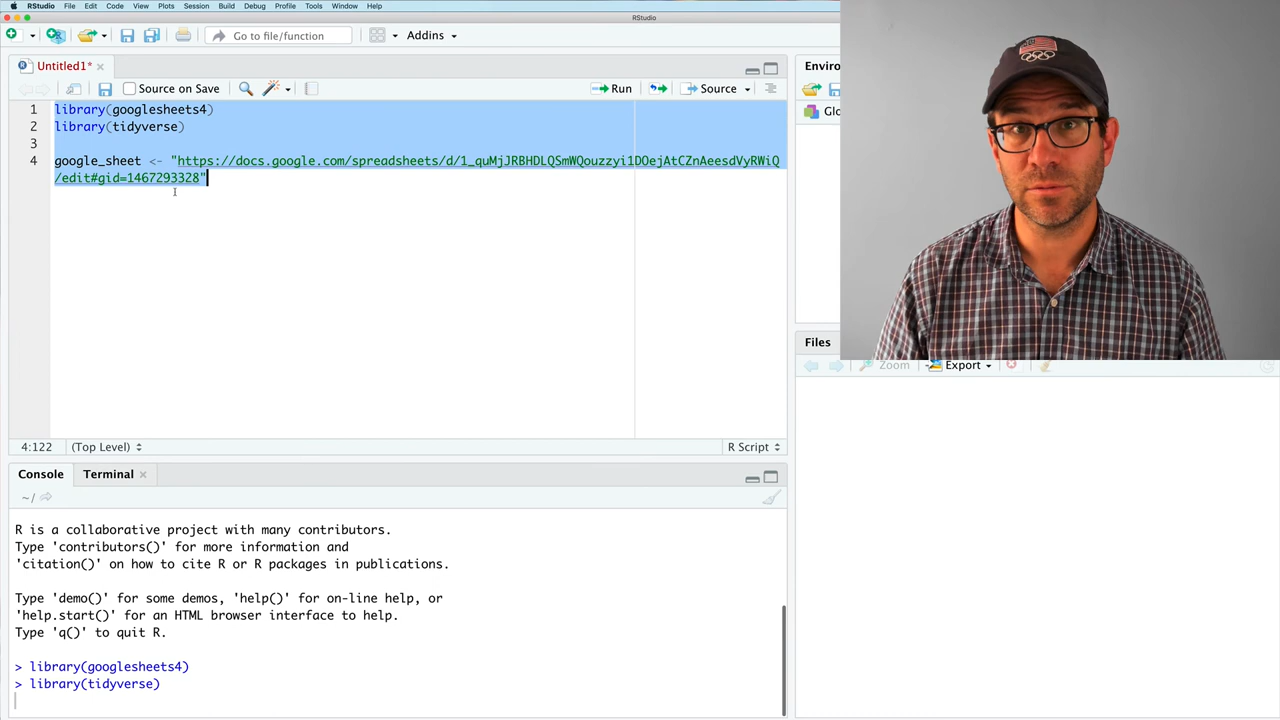 RStudio File Edit Code View Plots Session Build Debug Profile Tools Window Help
RStudio
Go to file/function
Addins
Untitled1*
Source on Save
Run
Source
1 library(googlesheets4)
2 library(tidyverse)
3
4 google_sheet <- "https://docs.google.com/spreadsheets/d/1_quMjJRBHDLQSmWQouzzyi1DOejAtCZnAeesdVyRWiQ
/edit#gid=1467293328"
4:122 (Top Level) R Script
Console Terminal
~/
R is a collaborative project with many contributors.
Type 'contributors()' for more information and
'citation()' on how to cite R or R packages in publications.
Type 'demo()' for some demos, 'help()' for on-line help, or
'help.start()' for an HTML browser interface to help.
Type 'q()' to quit R.
> library(googlesheets4)
> library(tidyverse)
Enviro
Glo
Files
Zoom Export